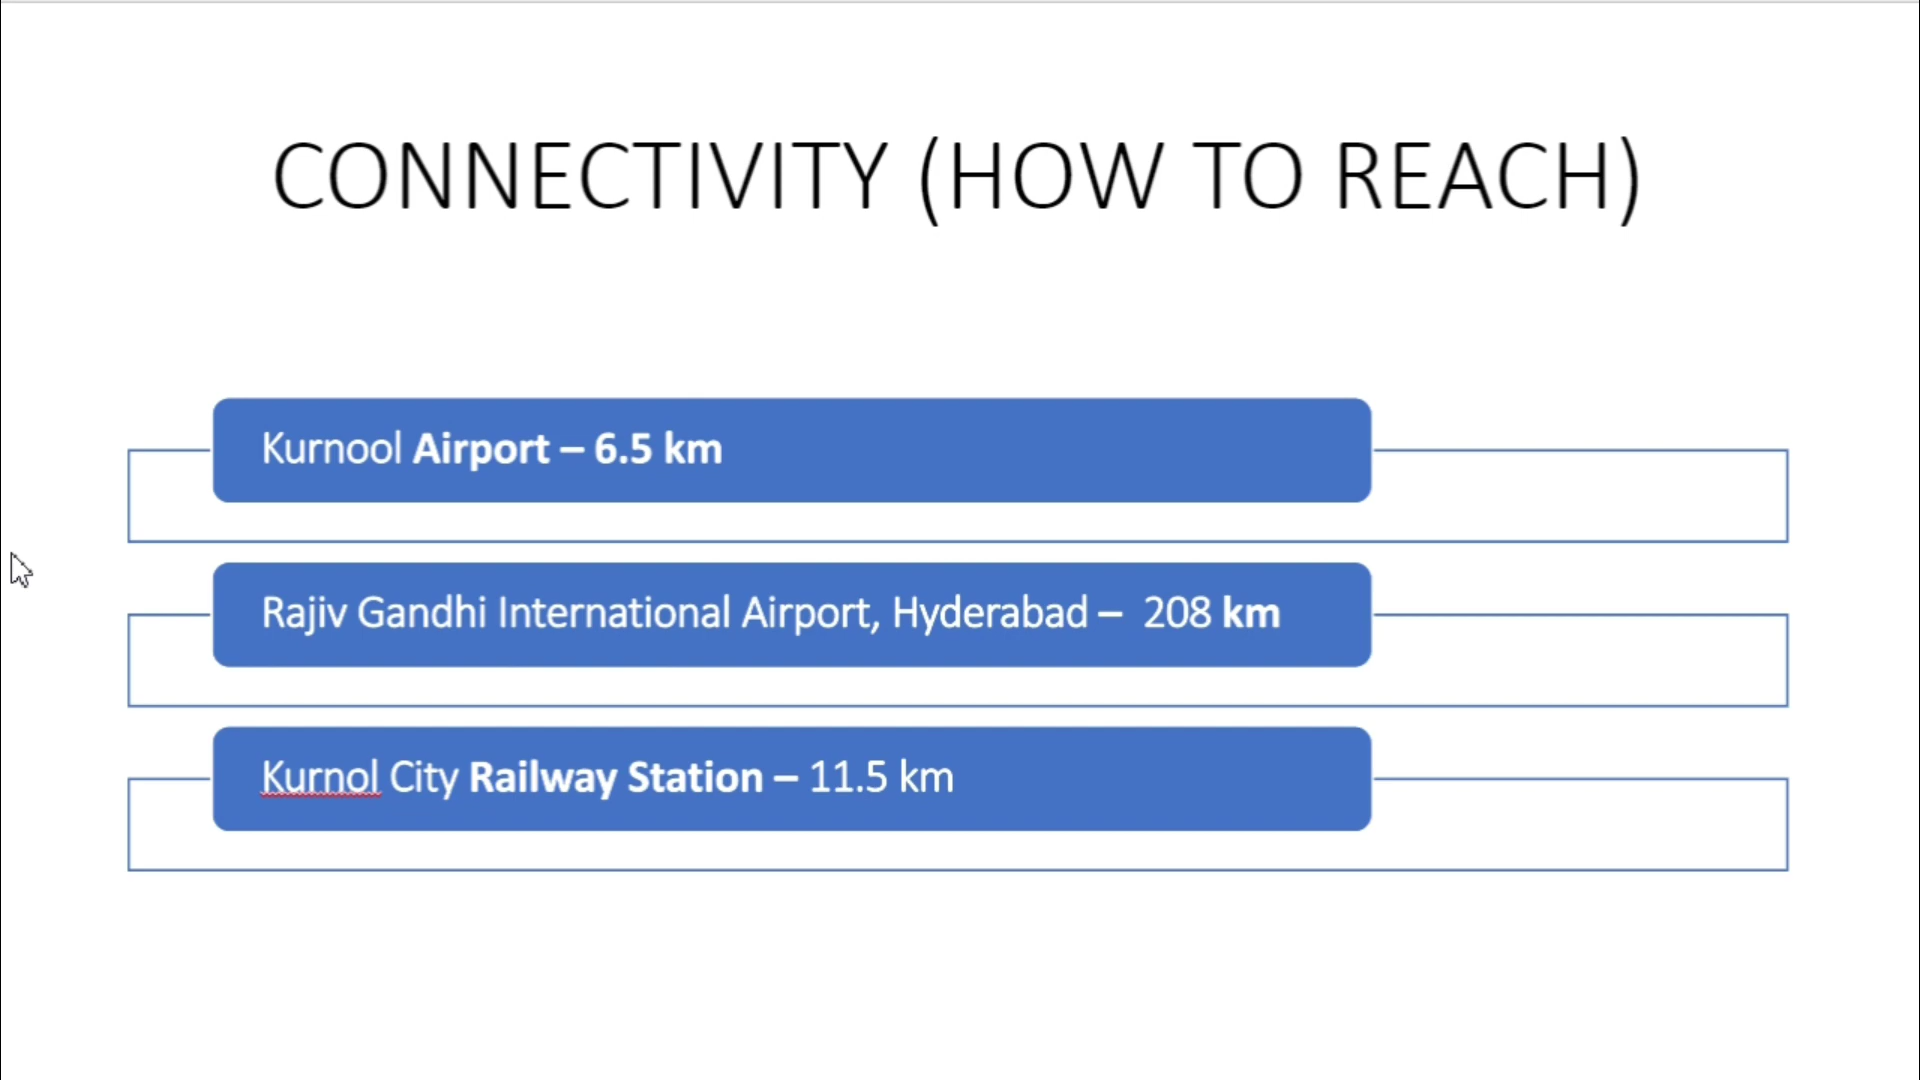 CONNECTIVITY (HOW TO REACH)
Kurnool Airport – 6.5 km
Rajiv Gandhi International Airport, Hyderabad –  208 km
Kurnol City Railway Station – 11.5 km